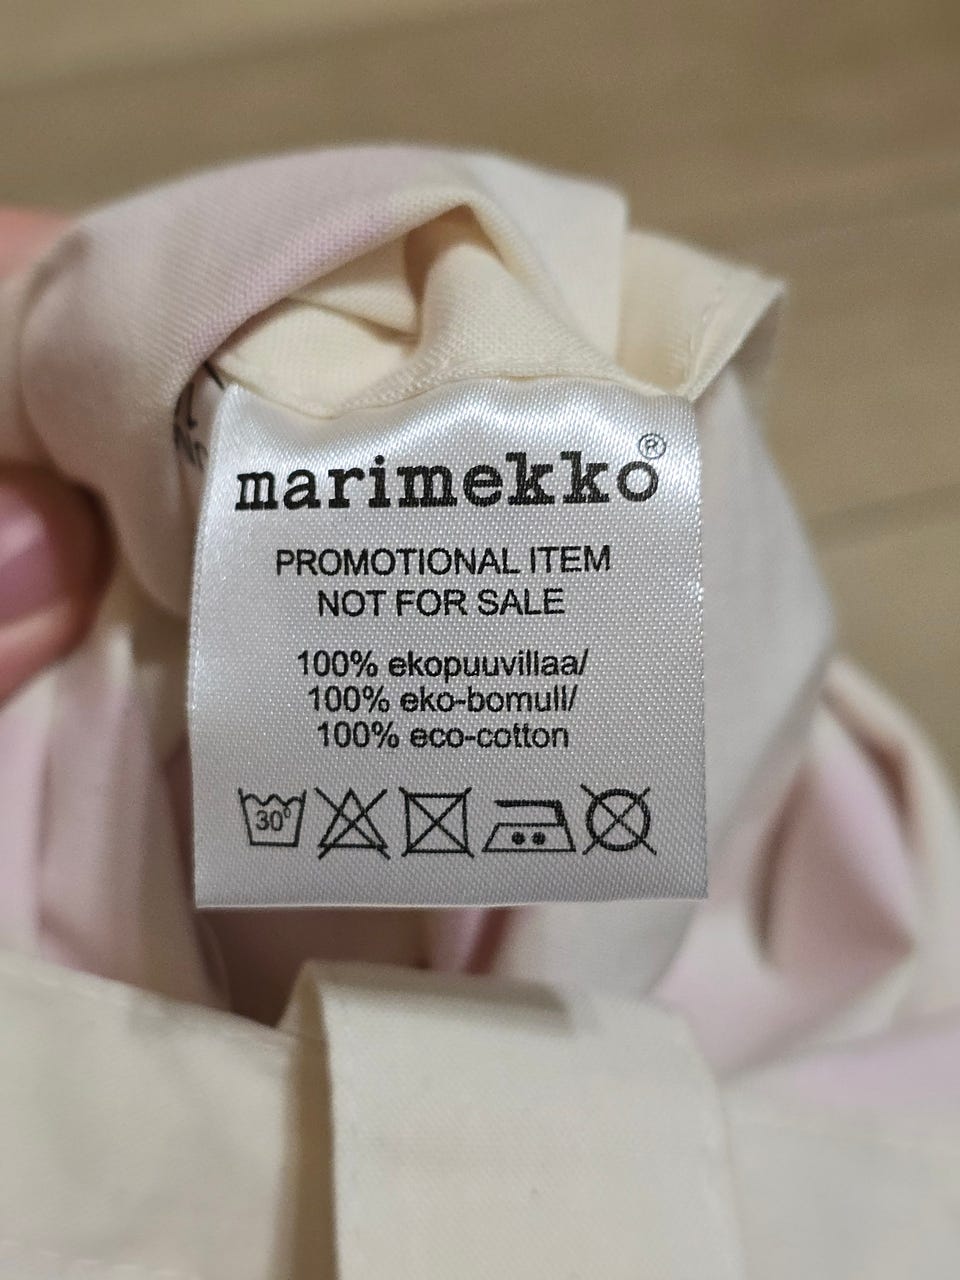 marimekko®
PROMOTIONAL ITEM
NOT FOR SALE
100% ekopuuvillaa/
100% eko-bomull/
100% eco-cotton
30°